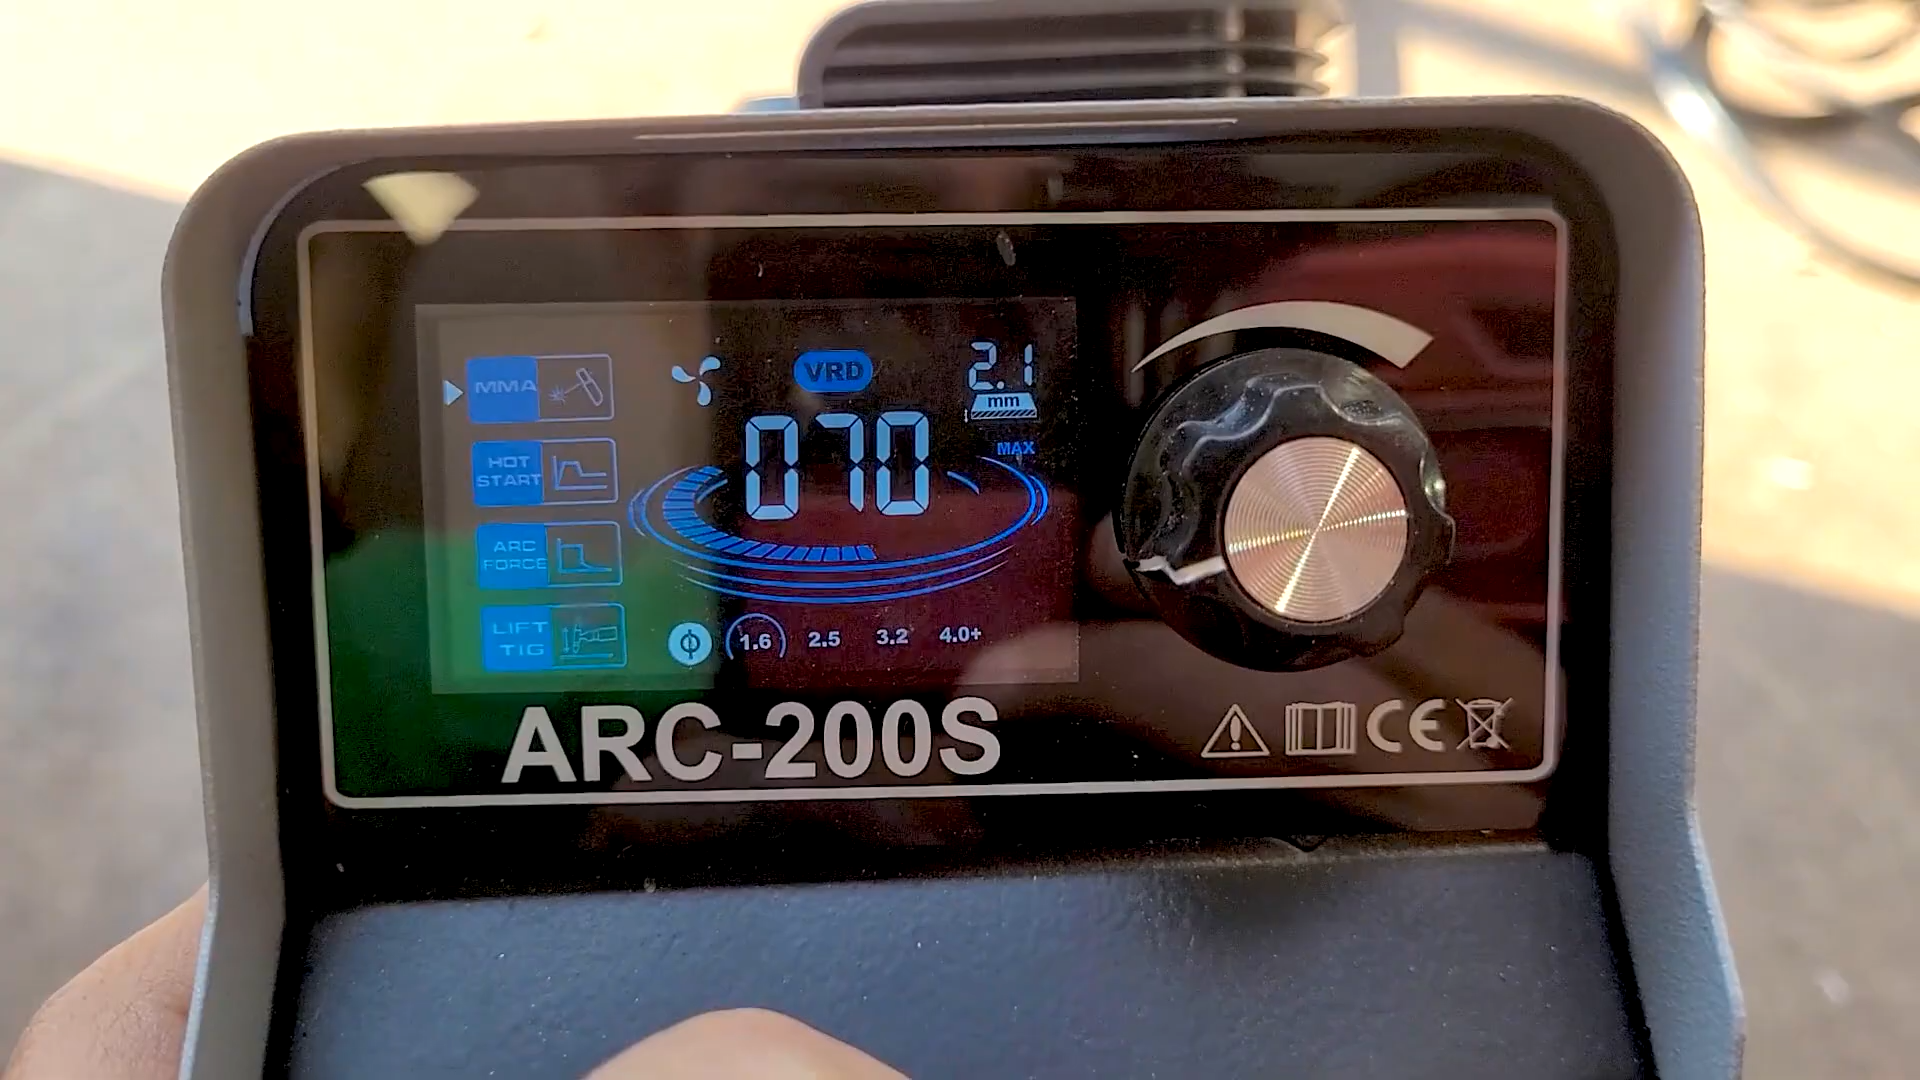 MMA
HOT
START
ARC
FORCE
LIFT
TIG
VRD
2.1
mm
070
MAX
1.6 2.5 3.2 4.0+
ARC-200S
CE